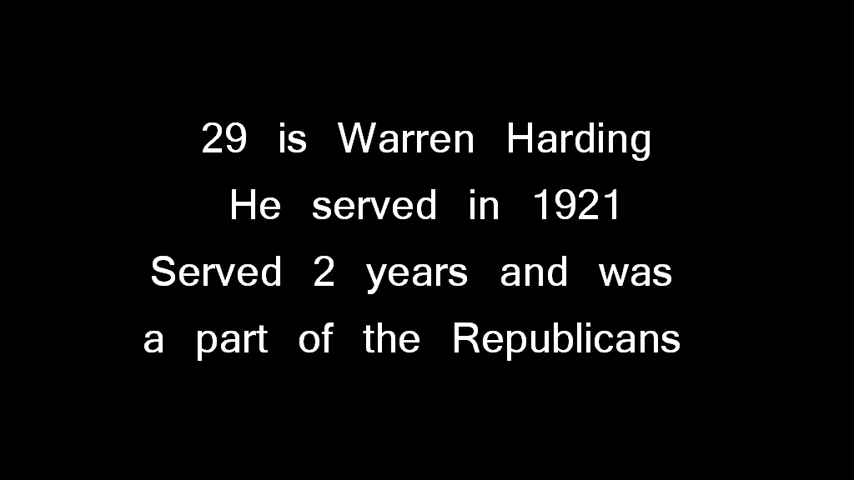 29 is Warren Harding
He served in 1921
Served 2 years and was
a part of the Republicans